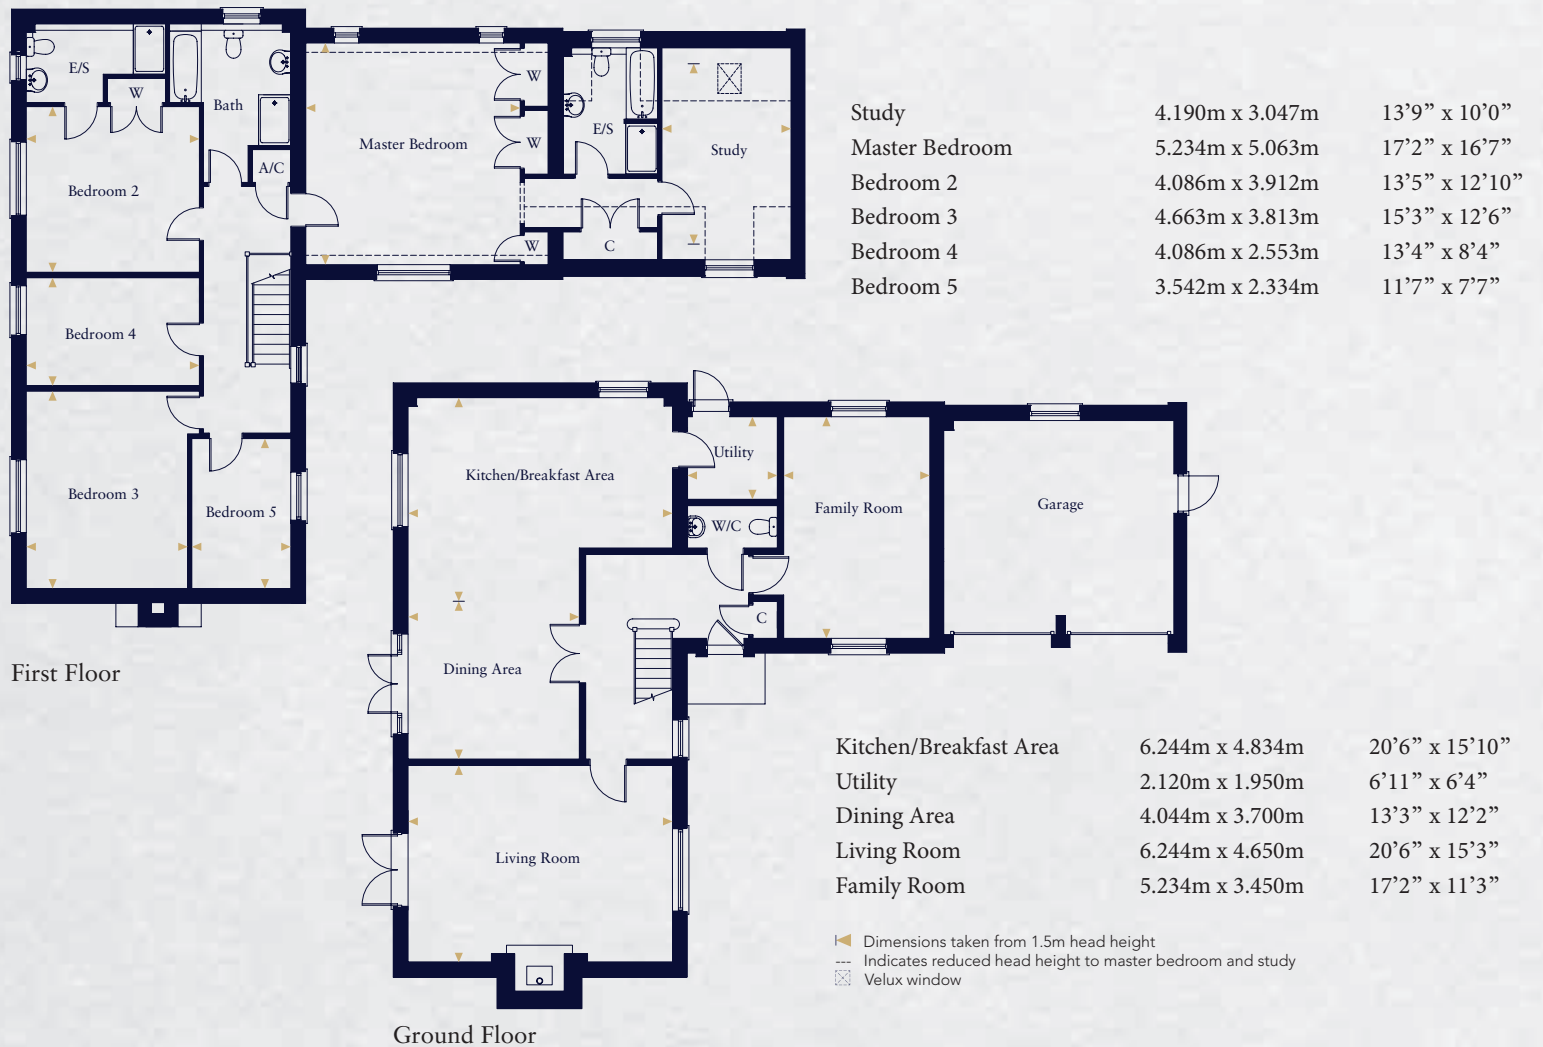 E/S
W
Bath
A/C
Bedroom 2
Bedroom 4
Bedroom 3
Bedroom 5
Master Bedroom
W
W
W
E/S
C
Study
First Floor
Study 4.190m x 3.047m 13’9” x 10’0”
Master Bedroom 5.234m x 5.063m 17’2” x 16’7”
Bedroom 2 4.086m x 3.912m 13’5” x 12’10”
Bedroom 3 4.663m x 3.813m 15’3” x 12’6”
Bedroom 4 4.086m x 2.553m 13’4” x 8’4”
Bedroom 5 3.542m x 2.334m 11’7” x 7’7”
Kitchen/Breakfast Area
Utility
W/C
Family Room
Garage
C
Dining Area
Living Room
Ground Floor
Kitchen/Breakfast Area 6.244m x 4.834m 20’6” x 15’10”
Utility 2.120m x 1.950m 6’11” x 6’4”
Dining Area 4.044m x 3.700m 13’3” x 12’2”
Living Room 6.244m x 4.650m 20’6” x 15’3”
Family Room 5.234m x 3.450m 17’2” x 11’3”
Dimensions taken from 1.5m head height
--- Indicates reduced head height to master bedroom and study
Velux window